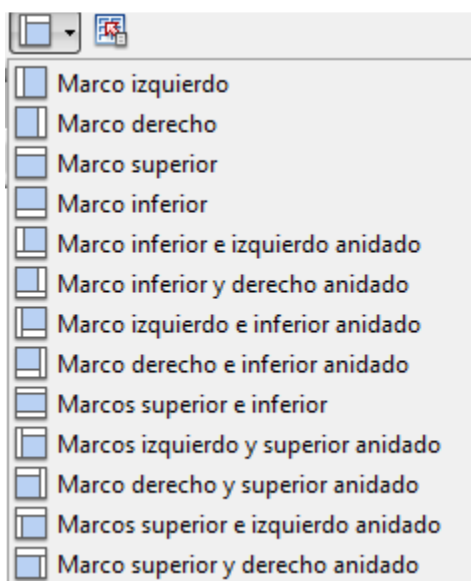 Marco izquierdo
Marco derecho
Marco superior
Marco inferior
Marco inferior e izquierdo anidado
Marco inferior y derecho anidado
Marco izquierdo e inferior anidado
Marco derecho e inferior anidado
Marcos superior e inferior
Marcos izquierdo y superior anidado
Marco derecho y superior anidado
Marcos superior e izquierdo anidado
Marco superior y derecho anidado